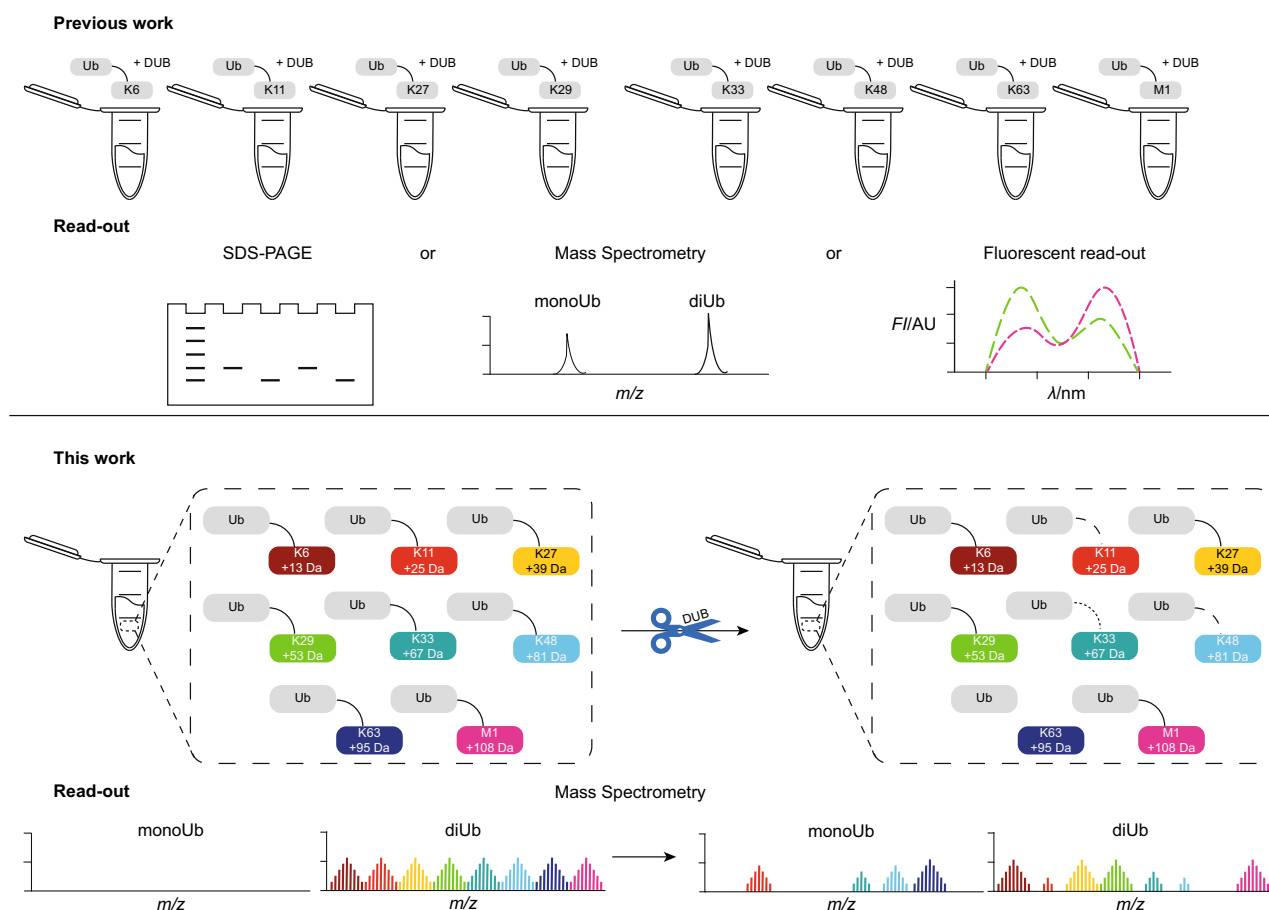 Previous work
Ub + DUB Ub + DUB Ub + DUB Ub + DUB Ub + DUB Ub + DUB Ub + DUB Ub + DUB
K6 K11 K27 K29 K33 K48 K63 M1
Read-out
SDS-PAGE or Mass Spectrometry or Fluorescent read-out
monoUb diUb
FI/AU
m/z
λ/nm
This work
Ub Ub Ub
K6 K11 K27
+13 Da +25 Da +39 Da
Ub Ub Ub
K29 K33 K48
+53 Da +67 Da +81 Da
Ub Ub
K63 M1
+95 Da +108 Da
DUB
Ub Ub Ub
K6 K11 K27
+13 Da +25 Da +39 Da
Ub Ub Ub
K29 K33 K48
+53 Da +67 Da +81 Da
Ub Ub
K63 M1
+95 Da +108 Da
Read-out Mass Spectrometry
monoUb diUb monoUb diUb
m/z m/z m/z m/z